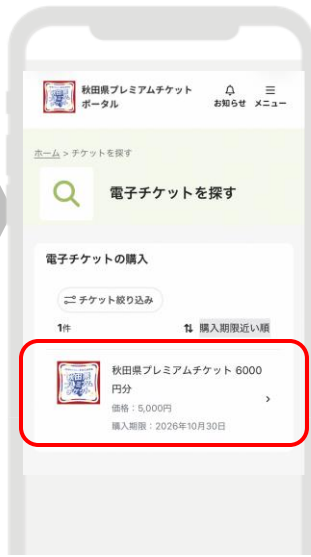 秋田県プレミアムチケット
ポータル
お知らせ メニュー
ホーム > チケットを探す
電子チケットを探す
電子チケットの購入
チケット絞り込み
1件 購入期限近い順
秋田県プレミアムチケット 6000
円分
価格：5,000円
購入期限：2026年10月30日